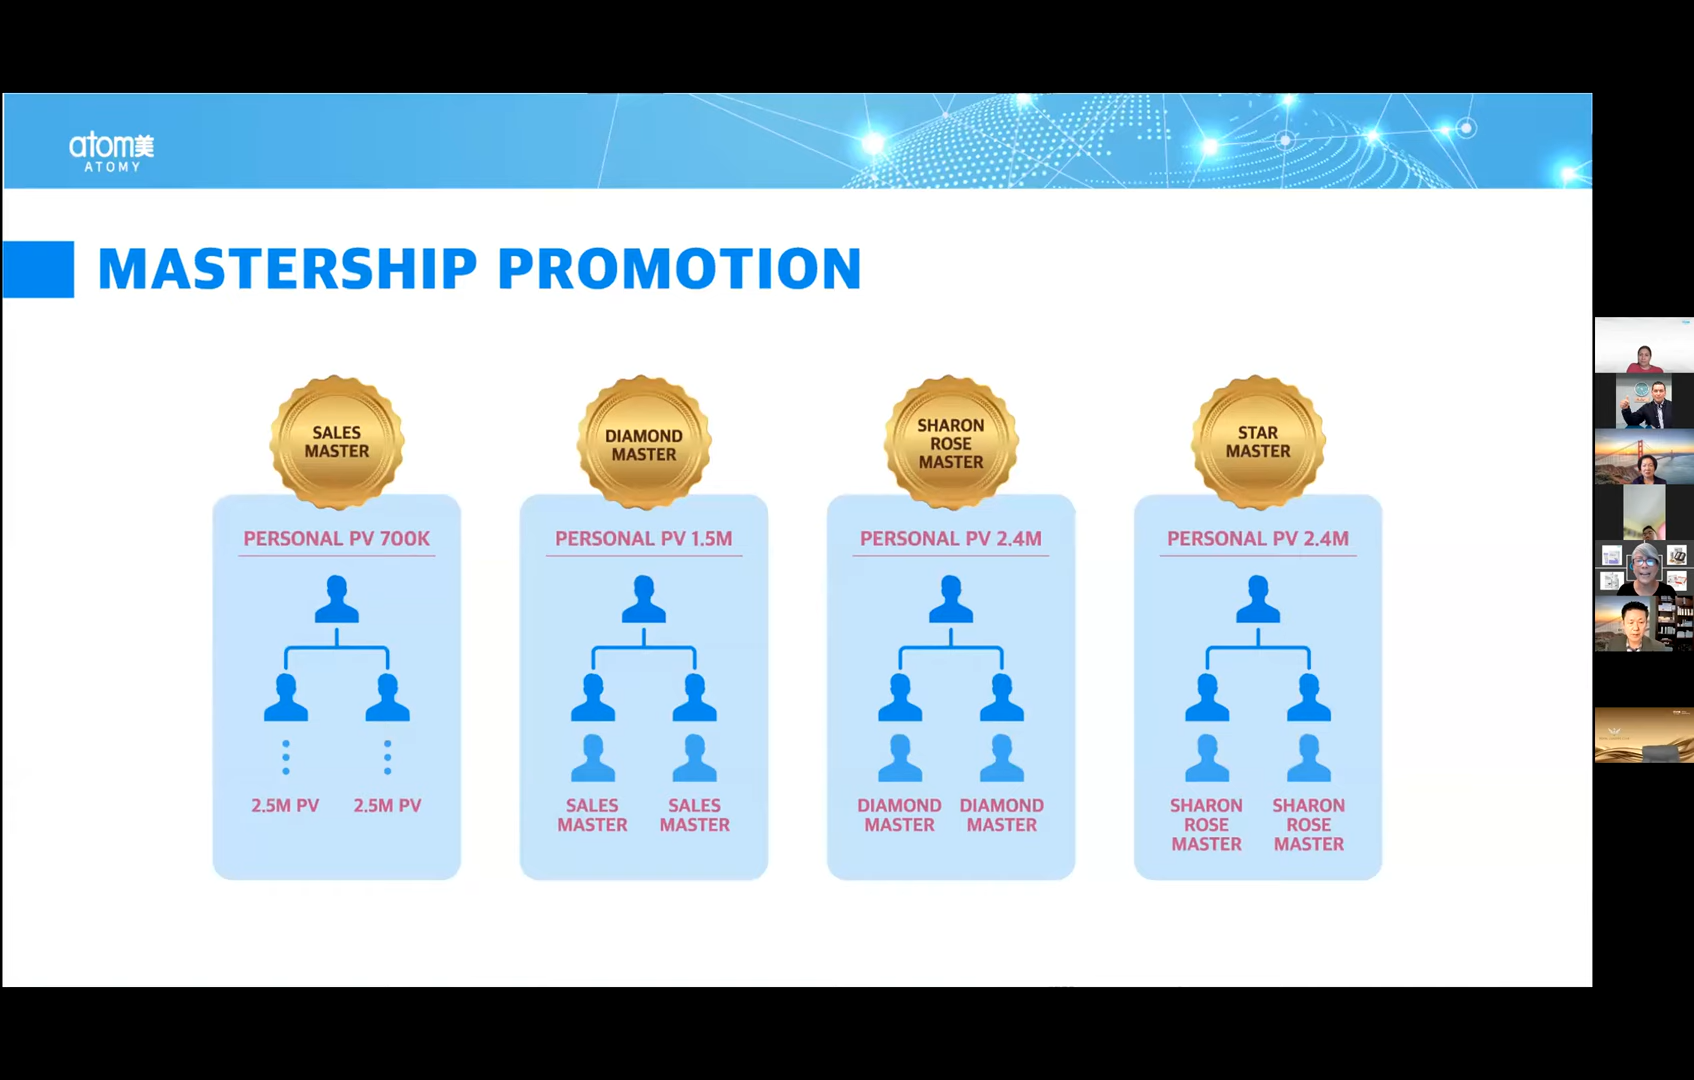 atom美
ATOMY
MASTERSHIP PROMOTION
SALES
MASTER
PERSONAL PV 700K
2.5M PV
2.5M PV
DIAMOND
MASTER
PERSONAL PV 1.5M
SALES
MASTER
SALES
MASTER
SHARON
ROSE
MASTER
PERSONAL PV 2.4M
DIAMOND
MASTER
DIAMOND
MASTER
STAR
MASTER
PERSONAL PV 2.4M
SHARON
ROSE
MASTER
SHARON
ROSE
MASTER